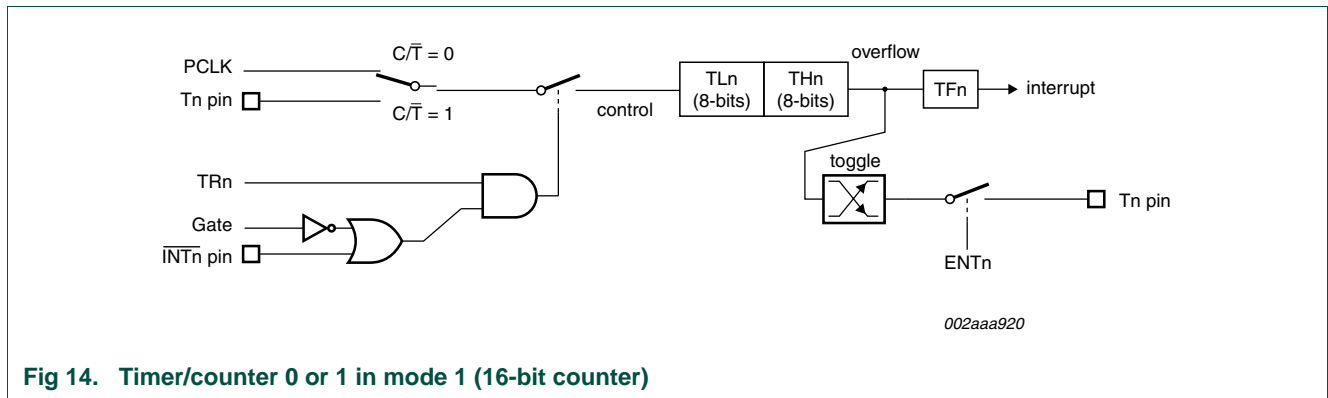 C/T̅ = 0
overflow
PCLK
TLn
(8-bits)
THn
(8-bits)
TFn
interrupt
Tn pin
C/T̅ = 1
control
toggle
TRn
Tn pin
Gate
I̅N̅T̅n̅ pin
ENTn
002aaa920
Fig 14. Timer/counter 0 or 1 in mode 1 (16-bit counter)